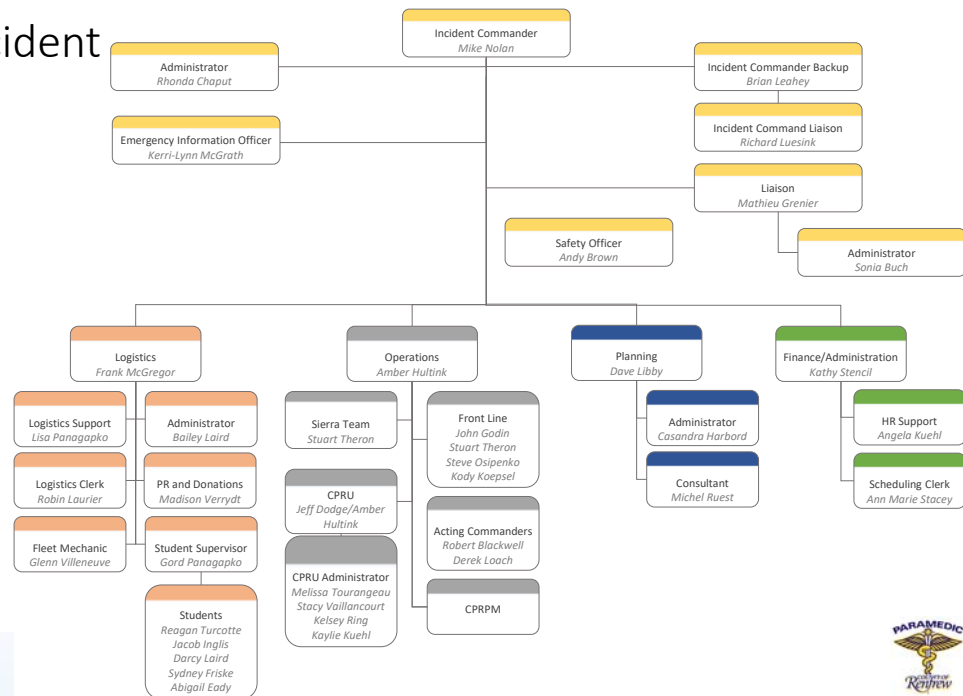 cident
Incident Commander
Mike Nolan
Administrator
Rhonda Chaput
Incident Commander Backup
Brian Leahey
Emergency Information Officer
Kerri-Lynn McGrath
Incident Command Liaison
Richard Luesink
Liaison
Mathieu Grenier
Safety Officer
Andy Brown
Administrator
Sonia Buch
Logistics
Frank McGregor
Logistics Support
Lisa Panagapko
Administrator
Bailey Laird
Logistics Clerk
Robin Laurier
PR and Donations
Madison Verrydt
Fleet Mechanic
Glenn Villeneuve
Student Supervisor
Gord Panagapko
Students
Reagan Turcotte
Jacob Inglis
Darcy Laird
Sydney Friske
Abigail Eady
Operations
Amber Hultink
Sierra Team
Stuart Theron
Front Line
John Godin
Stuart Theron
Steve Osipenko
Kody Koepsel
CPRU
Jeff Dodge/Amber
Hultink
Acting Commanders
Robert Blackwell
Derek Loach
CPRU Administrator
Melissa Tourangeau
Stacy Vaillancourt
Kelsey Ring
Kaylie Kuehl
CPRPM
Planning
Dave Libby
Administrator
Casandra Harbord
Consultant
Michel Ruest
Finance/Administration
Kathy Stencil
HR Support
Angela Kuehl
Scheduling Clerk
Ann Marie Stacey
PARAMEDIC
COUNTY OF
Renfrew